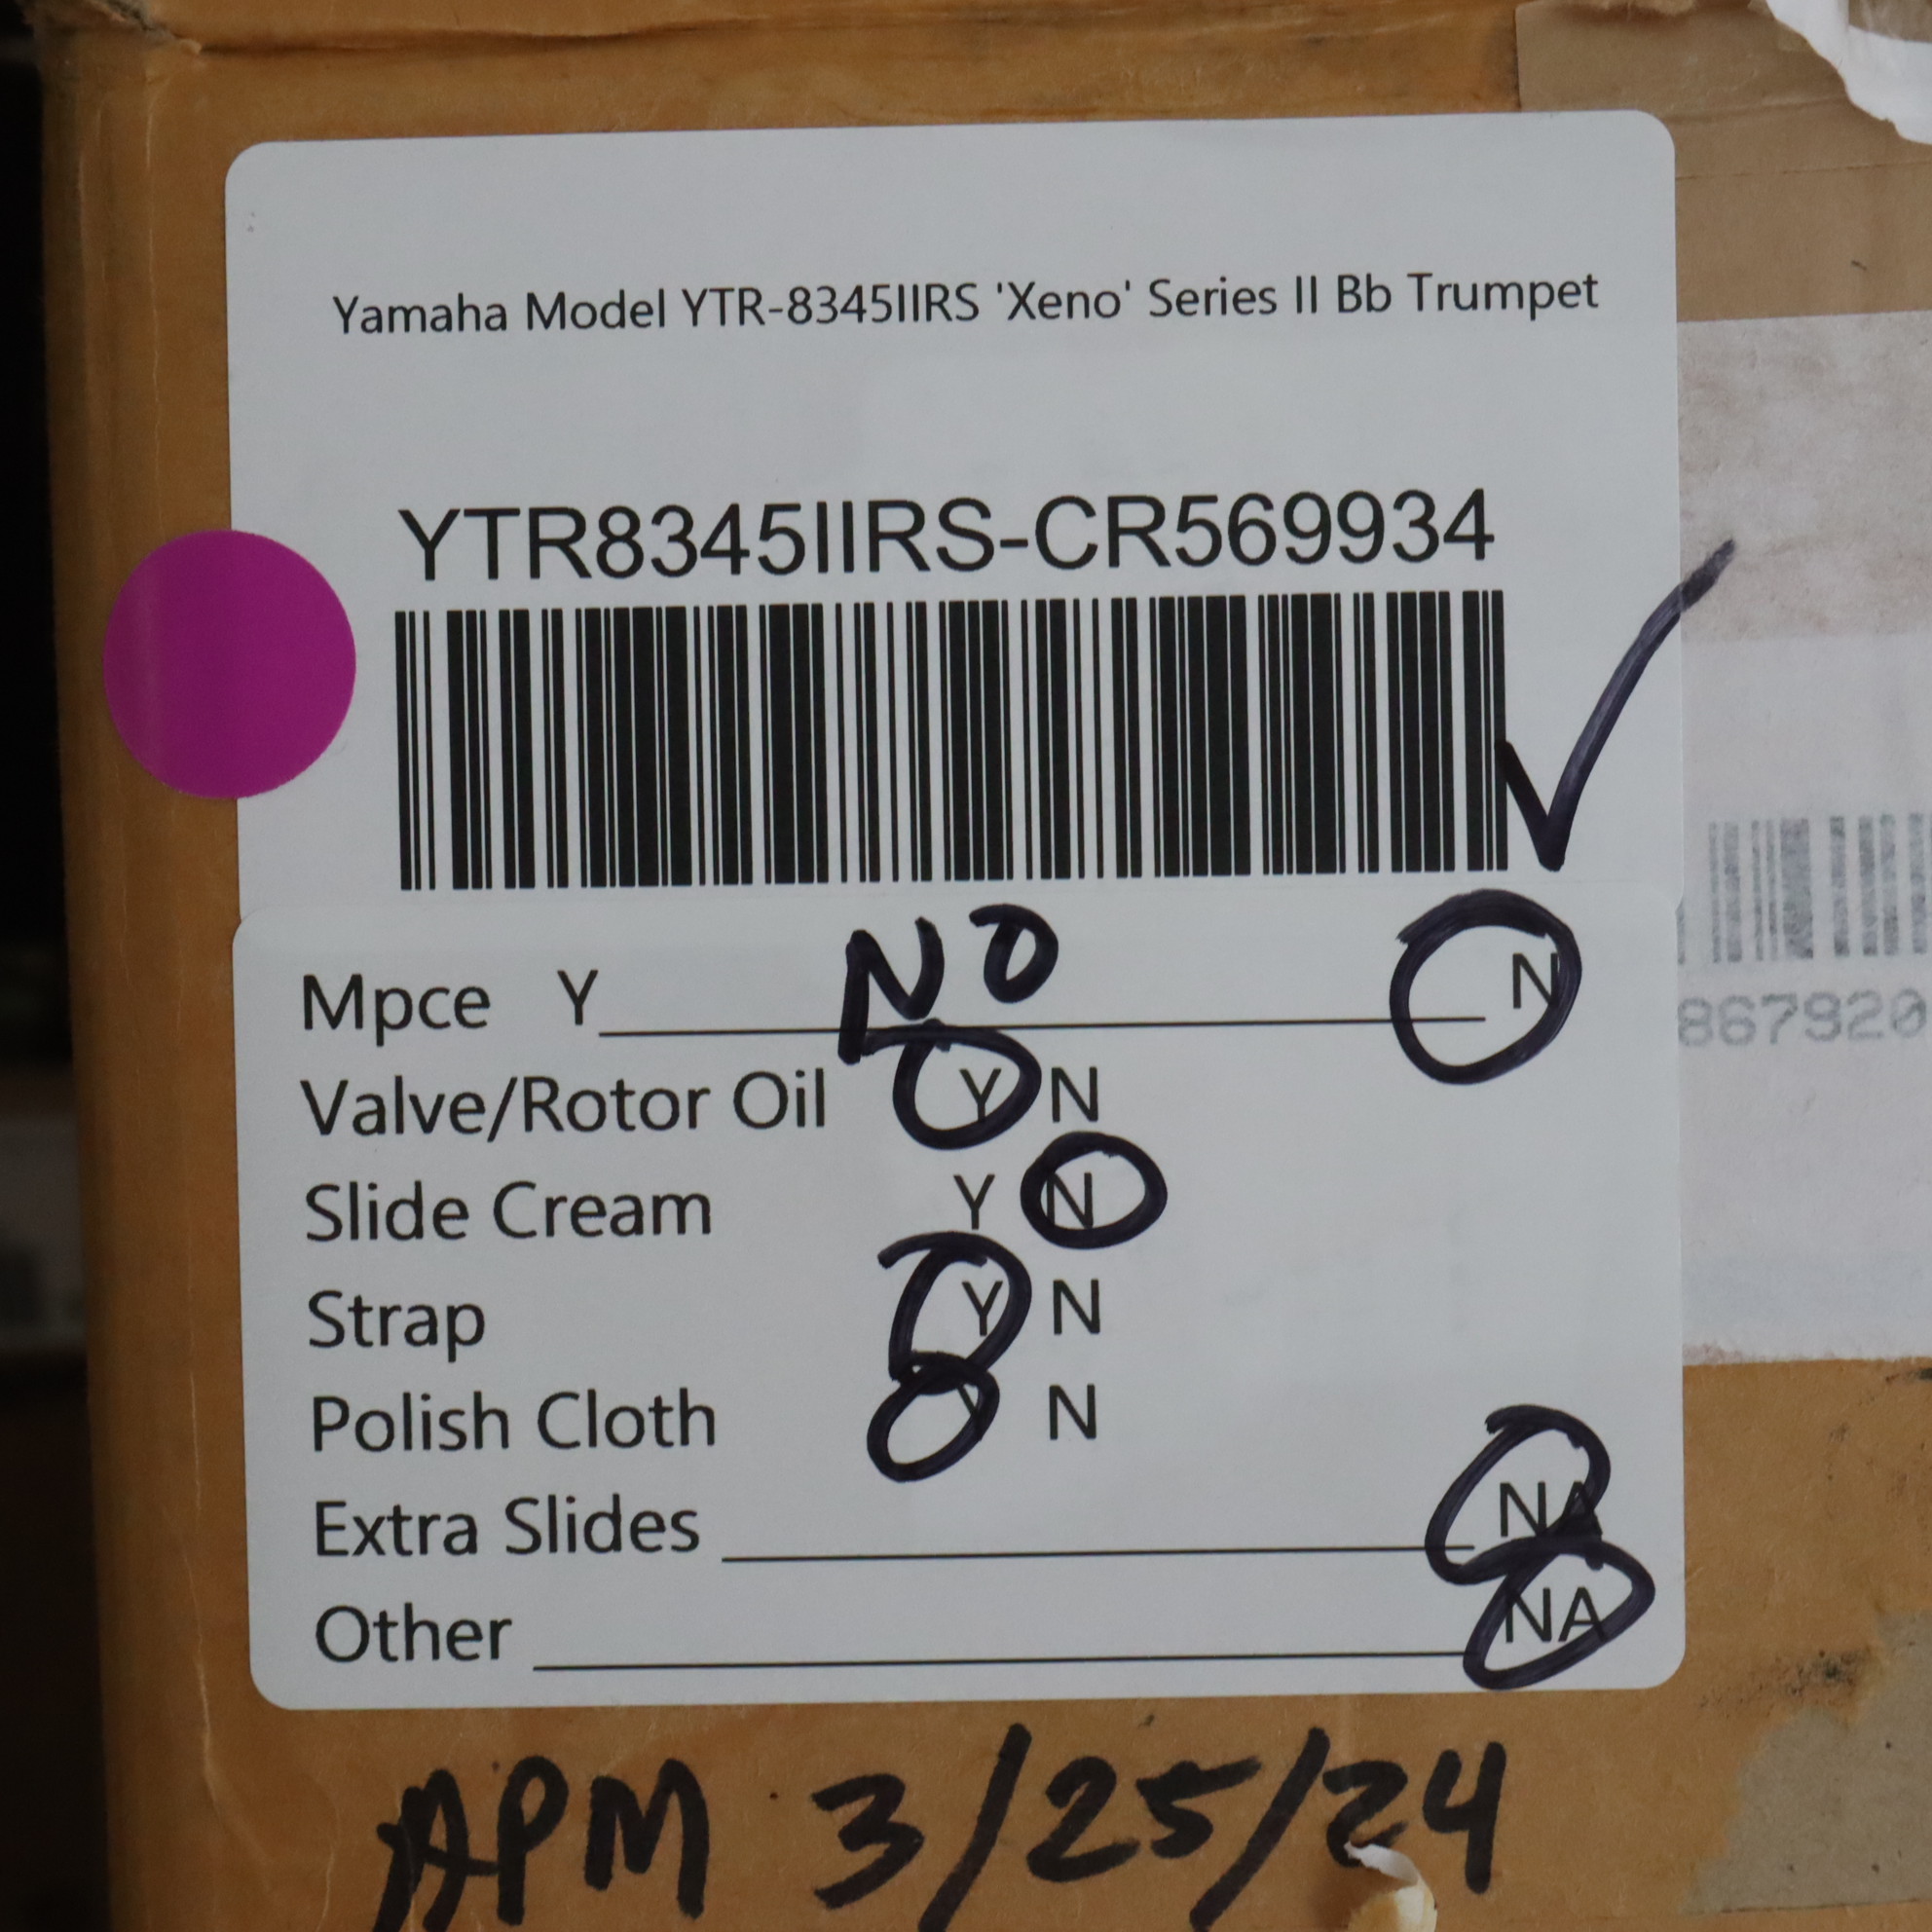 Yamaha Model YTR-8345IIRS 'Xeno' Series II Bb Trumpet
YTR8345IIRS-CR569934
Mpce Y NO N
Valve/Rotor Oil Y N
Slide Cream Y N
Strap Y N
Polish Cloth Y N
Extra Slides NA
Other NA
867920
APM 3/25/24